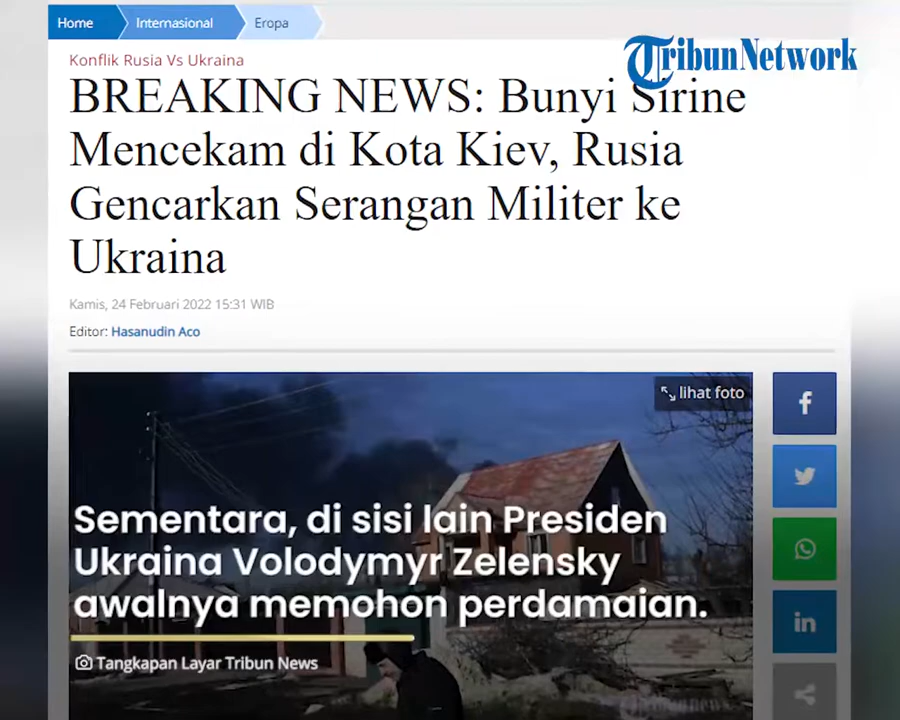 Home Internasional Eropa
TribunNetwork
Konflik Rusia Vs Ukraina
BREAKING NEWS: Bunyi Sirine
Mencekam di Kota Kiev, Rusia
Gencarkan Serangan Militer ke
Ukraina
Kamis, 24 Februari 2022 15:31 WIB
Editor: Hasanudin Aco
lihat foto
Sementara, di sisi lain Presiden
Ukraina Volodymyr Zelensky
awalnya memohon perdamaian.
Tangkapan Layar Tribun News